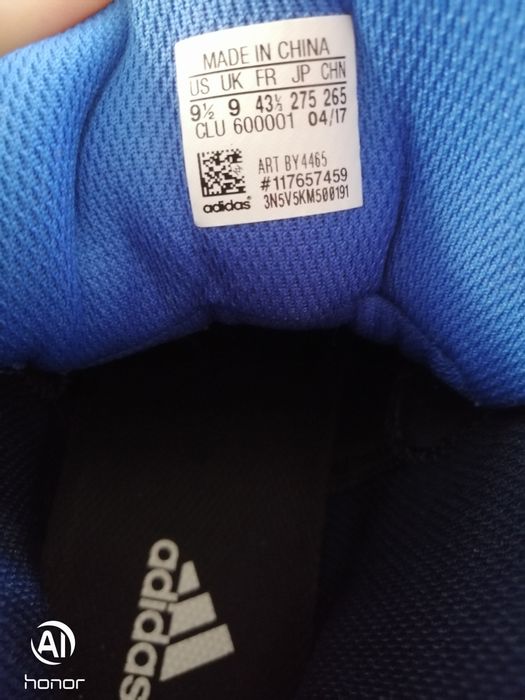 MADE IN CHINA
US UK FR JP CHN
9½ 9 43⅓ 275 265
CLU 600001 04/17
ART BY4465
#117657459
adidas® 3N5V5KM500191
adidas
AI
honor